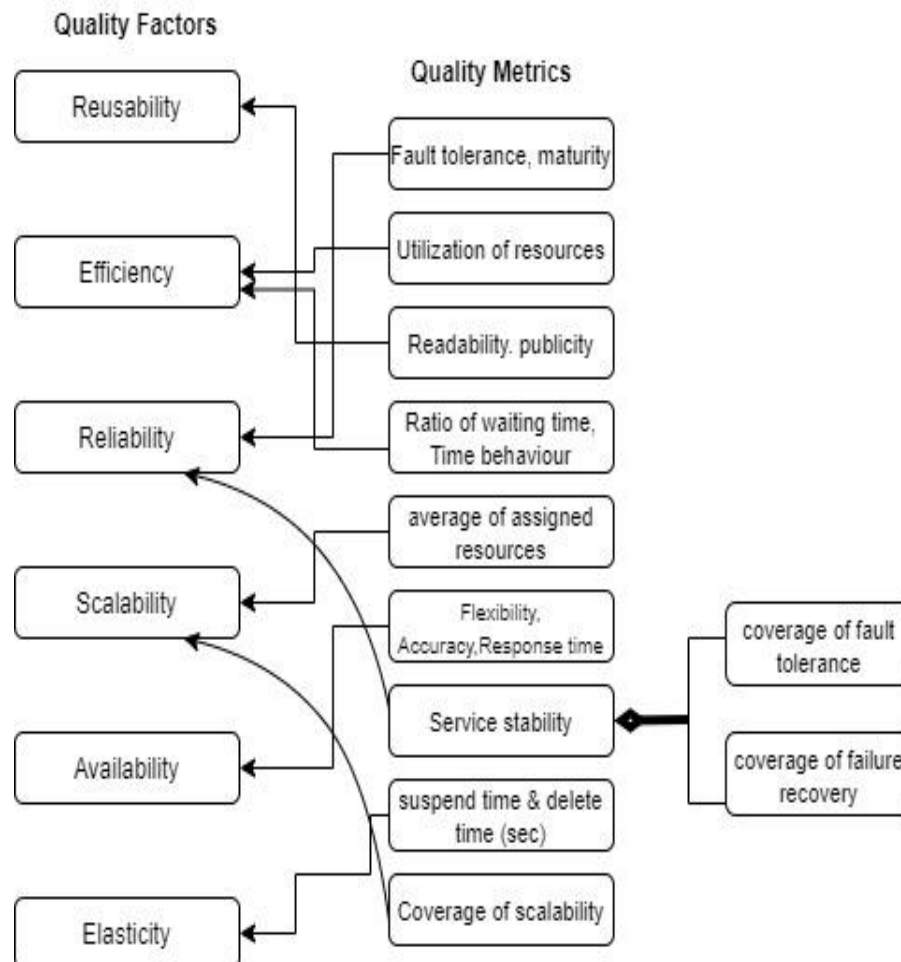 Quality Factors
Reusability
Efficiency
Reliability
Scalability
Availability
Elasticity
Quality Metrics
Fault tolerance, maturity
Utilization of resources
Readability. publicity
Ratio of waiting time,
Time behaviour
average of assigned
resources
Flexibility,
Accuracy,Response time
Service stability
suspend time & delete
time (sec)
Coverage of scalability
coverage of fault
tolerance
coverage of failure
recovery